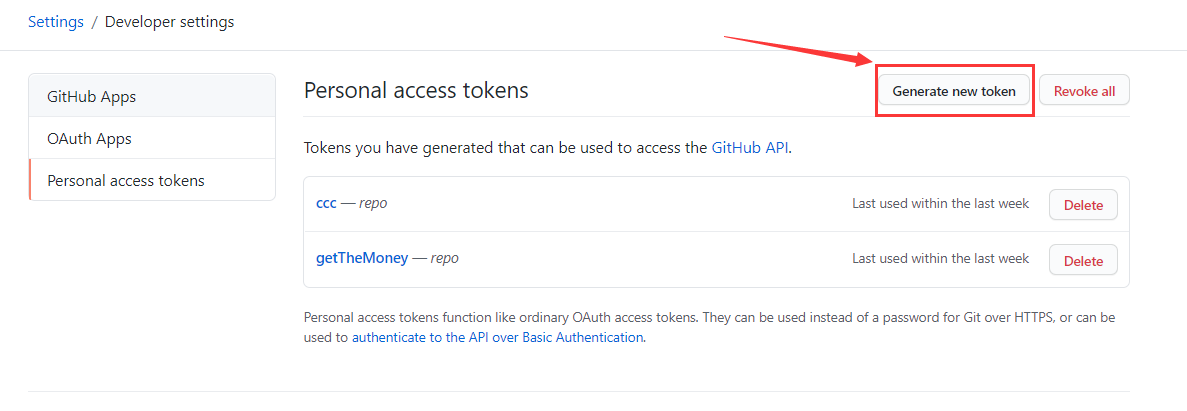 Settings / Developer settings
GitHub Apps
OAuth Apps
Personal access tokens
Personal access tokens
Generate new token
Revoke all
Tokens you have generated that can be used to access the GitHub API.
ccc — repo
Last used within the last week
Delete
getTheMoney — repo
Last used within the last week
Delete
Personal access tokens function like ordinary OAuth access tokens. They can be used instead of a password for Git over HTTPS, or can be
used to authenticate to the API over Basic Authentication.